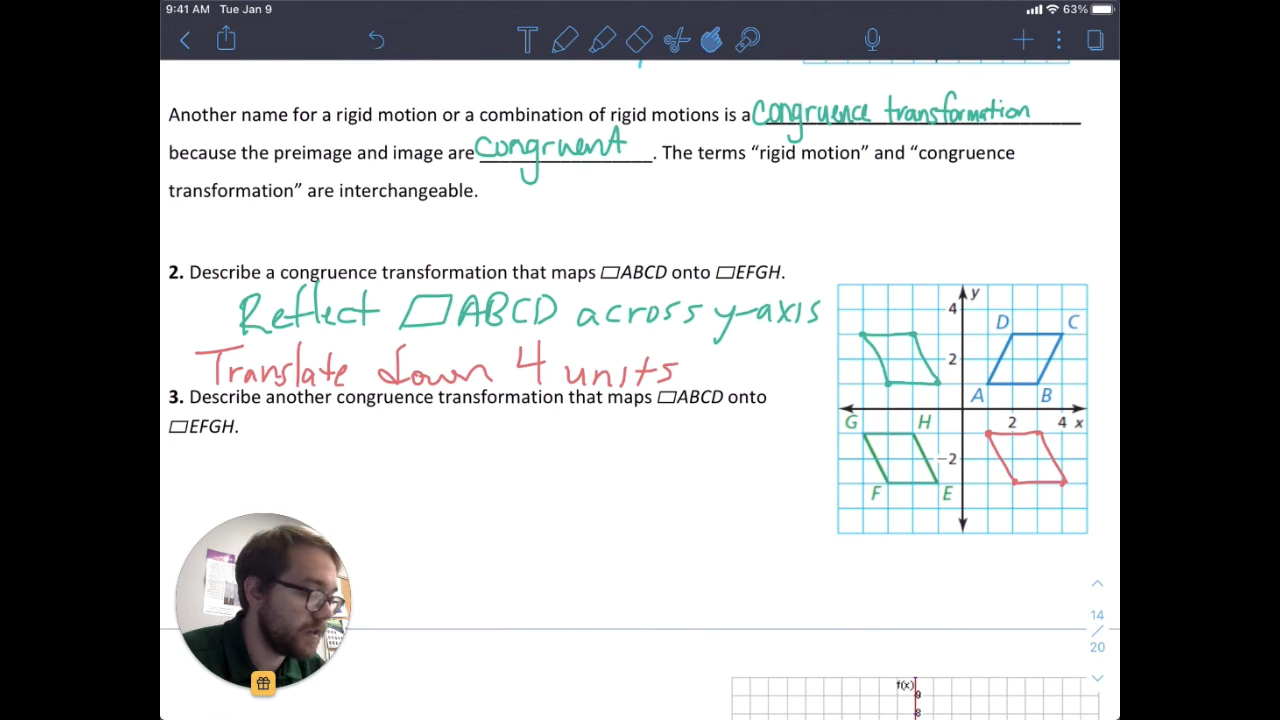 9:41 AM Tue Jan 9
63%
Another name for a rigid motion or a combination of rigid motions is a congruence transformation
because the preimage and image are congruent. The terms “rigid motion” and “congruence
transformation” are interchangeable.
2. Describe a congruence transformation that maps ▱ABCD onto ▱EFGH.
Reflect ▱ABCD across y-axis
Translate down 4 units
3. Describe another congruence transformation that maps ▱ABCD onto
▱EFGH.
y
4
D C
2
A B
G H 2 4 x
-2
F E
14
/
20
f(x)
9
8